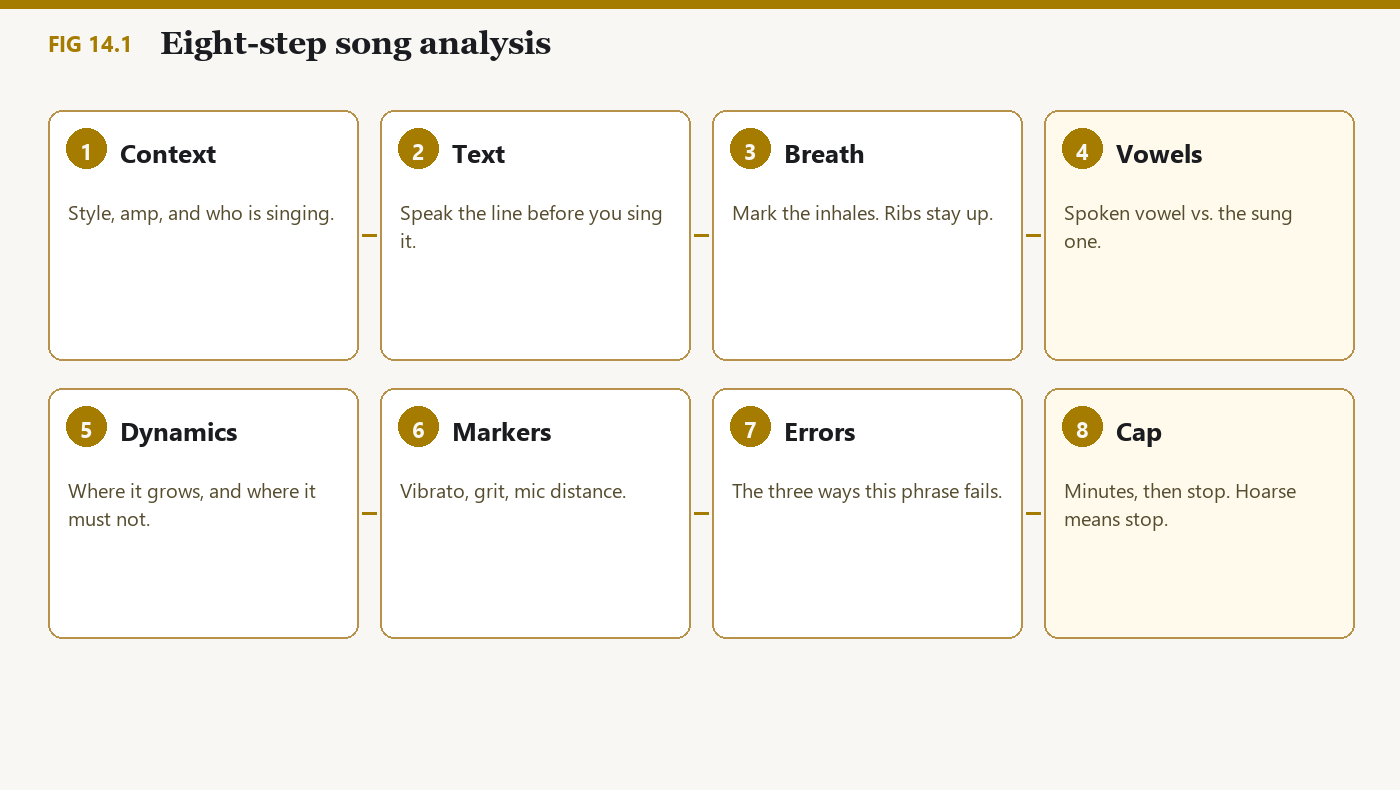 FIG 14.1 Eight-step song analysis
1 Context
Style, amp, and who is singing.
2 Text
Speak the line before you sing
it.
3 Breath
Mark the inhales. Ribs stay up.
4 Vowels
Spoken vowel vs. the sung
one.
5 Dynamics
Where it grows, and where it
must not.
6 Markers
Vibrato, grit, mic distance.
7 Errors
The three ways this phrase fails.
8 Cap
Minutes, then stop. Hoarse
means stop.